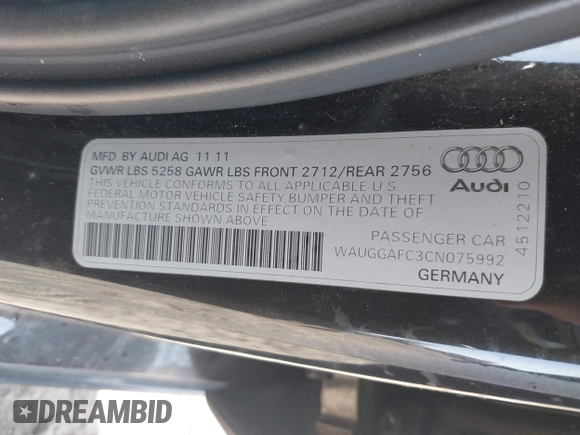 MFD. BY AUDI AG 11 11
GVWR LBS 5258 GAWR LBS FRONT 2712/REAR 2756
THIS VEHICLE CONFORMS TO ALL APPLICABLE U S
FEDERAL MOTOR VEHICLE SAFETY BUMPER AND THEFT
PREVENTION STANDARDS IN EFFECT ON THE DATE OF
MANUFACTURE SHOWN ABOVE
Audi
PASSENGER CAR
WAUGGAFC3CN075992
GERMANY
4512210
DREAMBID